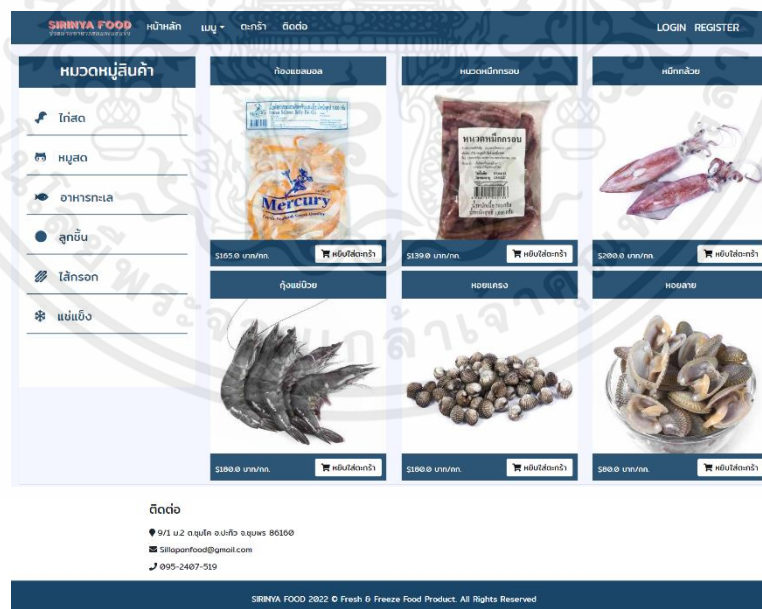 SIRINYA FOOD
หน้าหลัก เมนู ตะกร้า ติดต่อ
LOGIN REGISTER
หมวดหมู่สินค้า
ไก่สด
หมูสด
อาหารทะเล
ลูกชิ้น
ไส้กรอก
แช่แข็ง
ท้องแซลมอล
หนวดหมึกกรอบ
หมึกกล้วย
Mercury
หนวดหมึกกรอบ
$165.0 บาท/กก. หยิบใส่ตะกร้า
$139.0 บาท/กก. หยิบใส่ตะกร้า
$200.0 บาท/กก. หยิบใส่ตะกร้า
กุ้งแช่บ๊วย
หอยแครง
หอยลาย
$180.0 บาท/กก. หยิบใส่ตะกร้า
$180.0 บาท/กก. หยิบใส่ตะกร้า
$80.0 บาท/กก. หยิบใส่ตะกร้า
ติดต่อ
9/1 ม.2 ต.ชุมโค อ.ปะทิว จ.ชุมพร 86160
Sillapanfood@gmail.com
095-2407-519
SIRINYA FOOD 2022 © Fresh & Freeze Food Product. All Rights Reserved